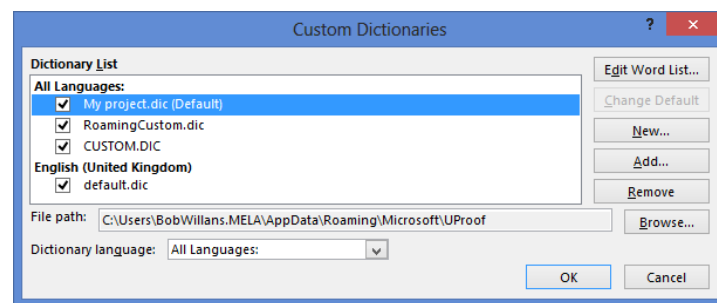 Custom Dictionaries
?
Dictionary List
All Languages:
My project.dic (Default)
RoamingCustom.dic
CUSTOM.DIC
English (United Kingdom)
default.dic
Edit Word List...
Change Default
New...
Add...
Remove
File path: C:\Users\BobWillans.MELA\AppData\Roaming\Microsoft\UProof
Browse...
Dictionary language: All Languages:
OK Cancel